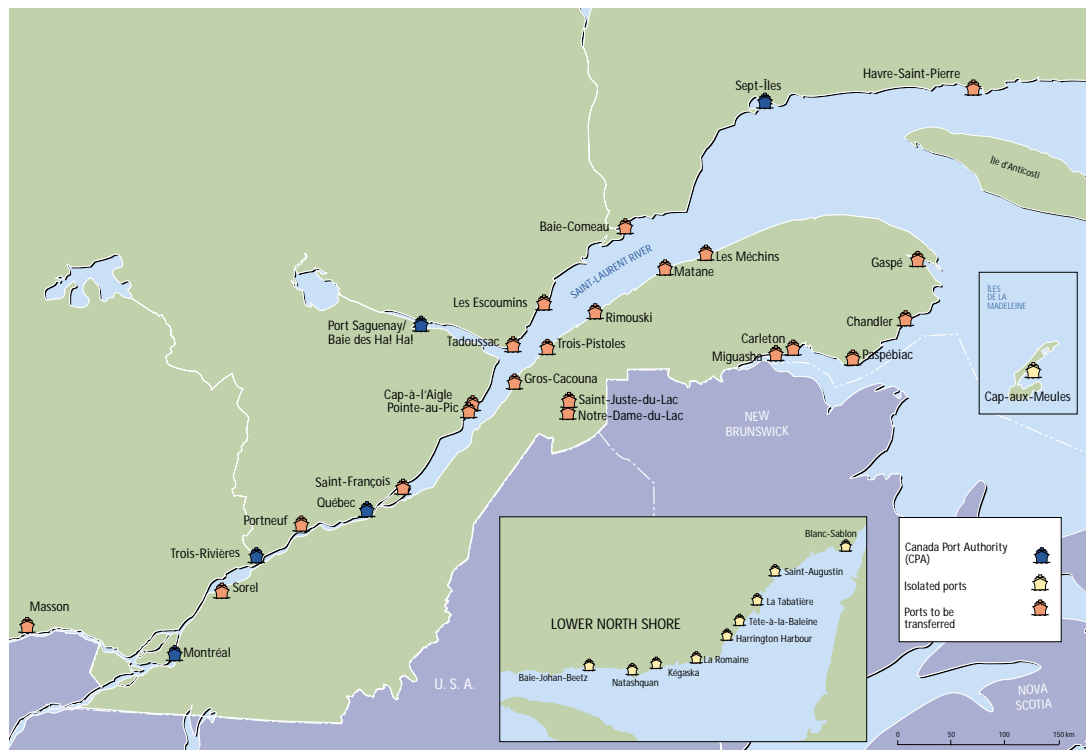 Havre-Saint-Pierre
Sept-Îles
Île d'Anticosti
Baie-Comeau
SAINT-LAURENT RIVER
Les Méchins
Matane
Gaspé
ÎLES
DE LA
MADELEINE
Les Escoumins
Rimouski
Chandler
Port Saguenay/
Baie des Ha! Ha!
Tadoussac
Trois-Pistoles
Carleton
Miguasha
Paspébiac
Cap-aux-Meules
Gros-Cacouna
Cap-à-l'Aigle
Pointe-au-Pic
Saint-Juste-du-Lac
Notre-Dame-du-Lac
NEW
BRUNSWICK
Saint-François
Québec
Portneuf
Trois-Rivières
Sorel
Masson
Montréal
U. S. A.
LOWER NORTH SHORE
Blanc-Sablon
Saint-Augustin
La Tabatière
Tête-à-la-Baleine
Harrington Harbour
La Romaine
Kégaska
Natashquan
Baie-Johan-Beetz
Canada Port Authority
(CPA)
Isolated ports
Ports to be
transferred
NOVA
SCOTIA
0 50 100 150 km